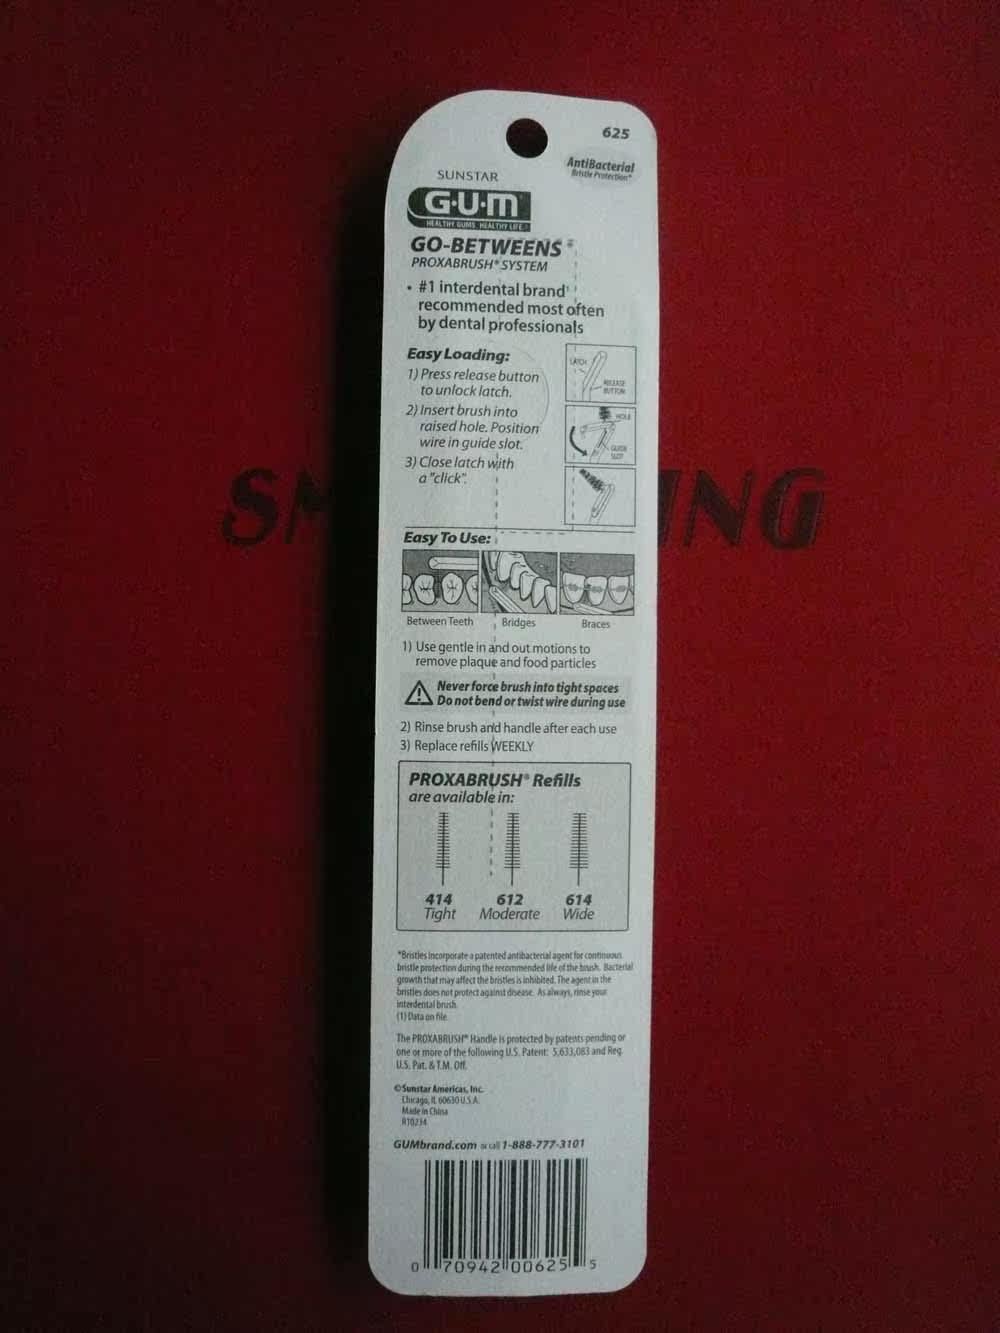 625
AntiBacterial
Bristle Protection*
SUNSTAR
G·U·M®
HEALTHY GUMS. HEALTHY LIFE.®
GO-BETWEENS®
PROXABRUSH® SYSTEM
• #1 interdental brand¹
recommended most often
by dental professionals
Easy Loading:
1) Press release button
to unlock latch.
2) Insert brush into
raised hole. Position
wire in guide slot.
3) Close latch with
a "click".
LATCH
RELEASE
BUTTON
HOLE
GUIDE
SLOT
Easy To Use:
Between Teeth Bridges Braces
1) Use gentle in and out motions to
remove plaque and food particles
Never force brush into tight spaces
Do not bend or twist wire during use
2) Rinse brush and handle after each use
3) Replace refills WEEKLY
PROXABRUSH® Refills
are available in:
414 612 614
Tight Moderate Wide
*Bristles incorporate a patented antibacterial agent for continuous
bristle protection during the recommended life of the brush. Bacterial
growth that may affect the bristles is inhibited. The agent in the
bristles does not protect against disease. As always, rinse your
interdental brush.
(1) Data on file.
The PROXABRUSH® Handle is protected by patents pending or
one or more of the following U.S. Patent: 5,633,083 and Reg.
U.S. Pat. & T.M. Off.
©Sunstar Americas, Inc.
Chicago, IL 60630 U.S.A.
Made in China
R10234
GUMbrand.com or call 1-888-777-3101
0 70942 00625 5